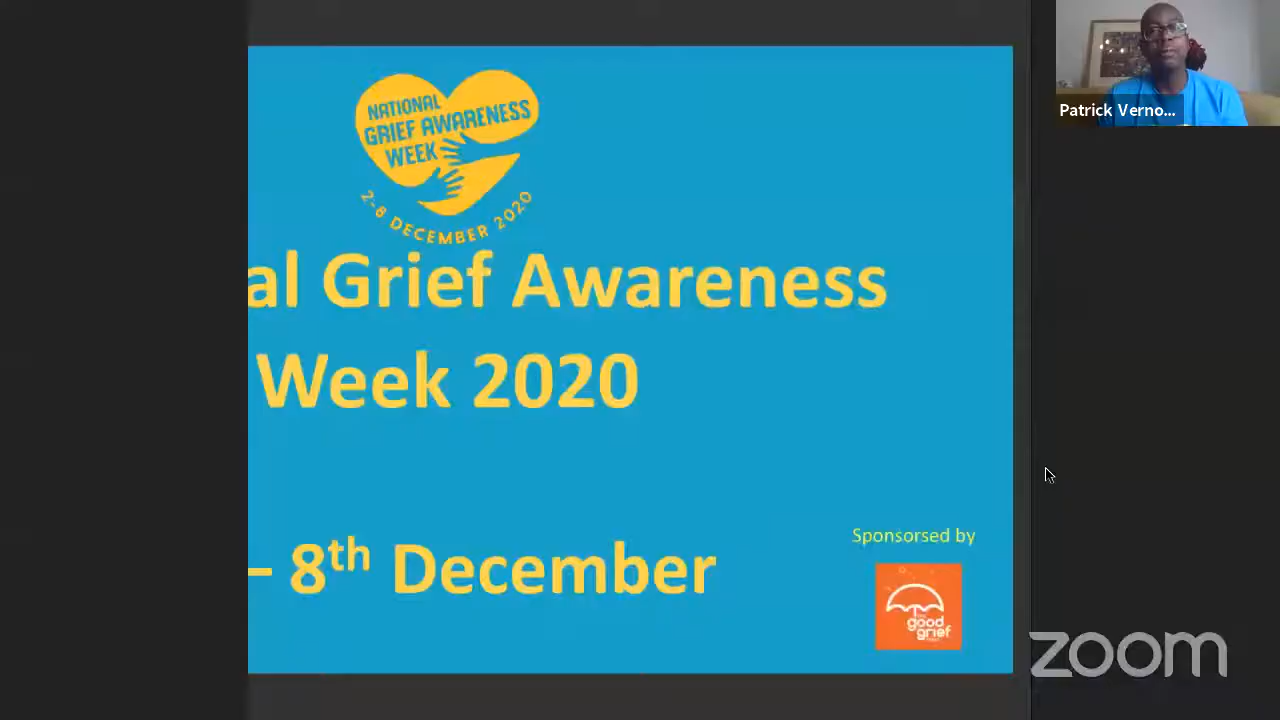 NATIONAL
GRIEF AWARENESS
WEEK
2-8 DECEMBER 2020
al Grief Awareness
Week 2020
– 8th December
Sponsorsed by
good
grief
Patrick Verno...
zoom